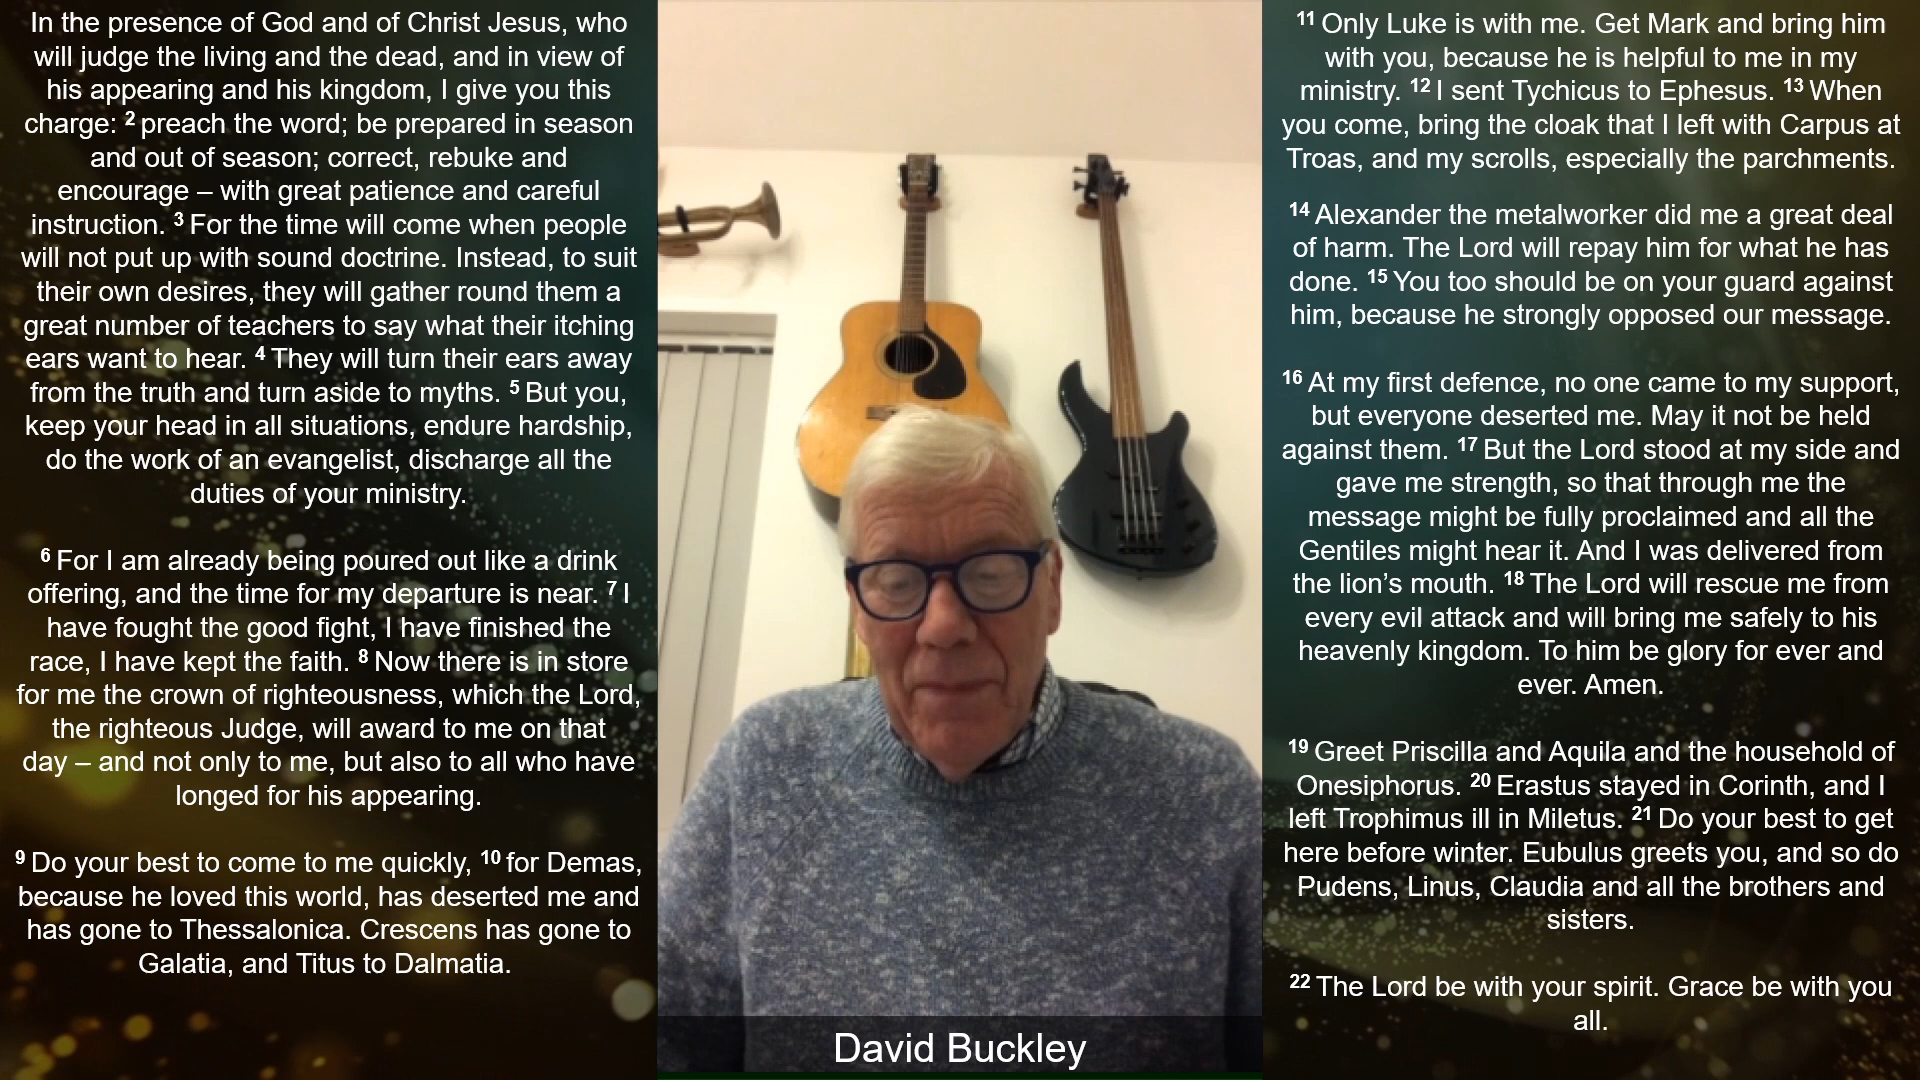 In the presence of God and of Christ Jesus, who
will judge the living and the dead, and in view of
his appearing and his kingdom, I give you this
charge: 2 preach the word; be prepared in season
and out of season; correct, rebuke and
encourage – with great patience and careful
instruction. 3 For the time will come when people
will not put up with sound doctrine. Instead, to suit
their own desires, they will gather round them a
great number of teachers to say what their itching
ears want to hear. 4 They will turn their ears away
from the truth and turn aside to myths. 5 But you,
keep your head in all situations, endure hardship,
do the work of an evangelist, discharge all the
duties of your ministry.
6 For I am already being poured out like a drink
offering, and the time for my departure is near. 7 I
have fought the good fight, I have finished the
race, I have kept the faith. 8 Now there is in store
for me the crown of righteousness, which the Lord,
the righteous Judge, will award to me on that
day – and not only to me, but also to all who have
longed for his appearing.
9 Do your best to come to me quickly, 10 for Demas,
because he loved this world, has deserted me and
has gone to Thessalonica. Crescens has gone to
Galatia, and Titus to Dalmatia.
11 Only Luke is with me. Get Mark and bring him
with you, because he is helpful to me in my
ministry. 12 I sent Tychicus to Ephesus. 13 When
you come, bring the cloak that I left with Carpus at
Troas, and my scrolls, especially the parchments.
14 Alexander the metalworker did me a great deal
of harm. The Lord will repay him for what he has
done. 15 You too should be on your guard against
him, because he strongly opposed our message.
16 At my first defence, no one came to my support,
but everyone deserted me. May it not be held
against them. 17 But the Lord stood at my side and
gave me strength, so that through me the
message might be fully proclaimed and all the
Gentiles might hear it. And I was delivered from
the lion’s mouth. 18 The Lord will rescue me from
every evil attack and will bring me safely to his
heavenly kingdom. To him be glory for ever and
ever. Amen.
19 Greet Priscilla and Aquila and the household of
Onesiphorus. 20 Erastus stayed in Corinth, and I
left Trophimus ill in Miletus. 21 Do your best to get
here before winter. Eubulus greets you, and so do
Pudens, Linus, Claudia and all the brothers and
sisters.
22 The Lord be with your spirit. Grace be with you
all.
David Buckley